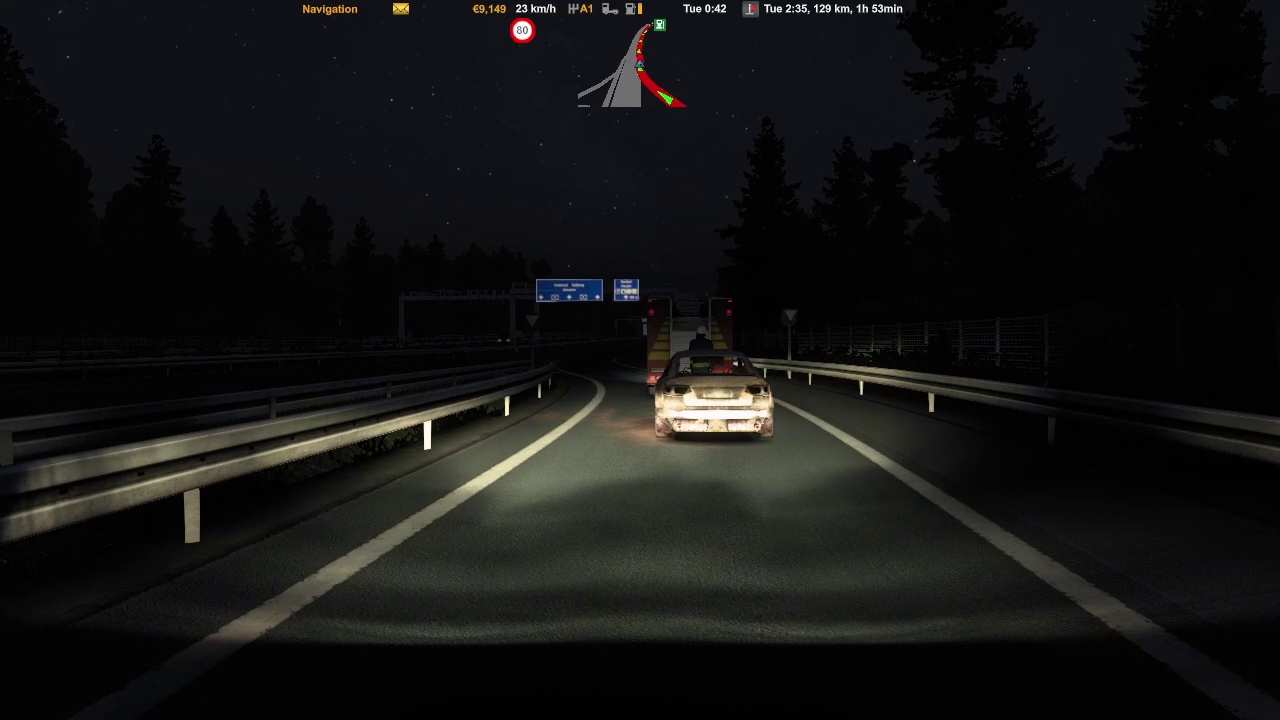 Navigation
€9,149
23 km/h
A1
Tue 0:42
Tue 2:35, 129 km, 1h 53min
80